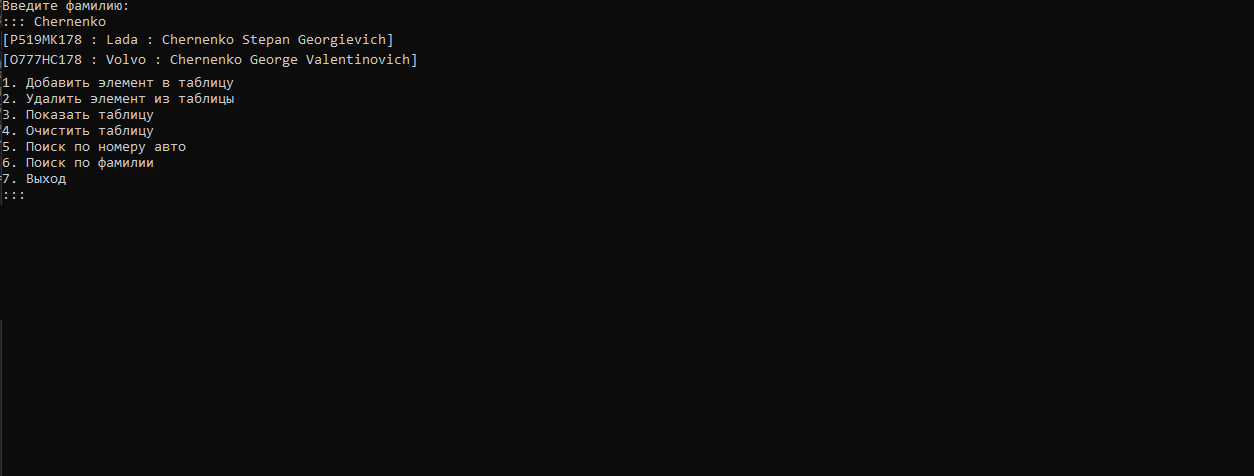 Введите фамилию:
::: Chernenko
[P519MK178 : Lada : Chernenko Stepan Georgievich]
[O777HC178 : Volvo : Chernenko George Valentinovich]
1. Добавить элемент в таблицу
2. Удалить элемент из таблицы
3. Показать таблицу
4. Очистить таблицу
5. Поиск по номеру авто
6. Поиск по фамилии
7. Выход
:::